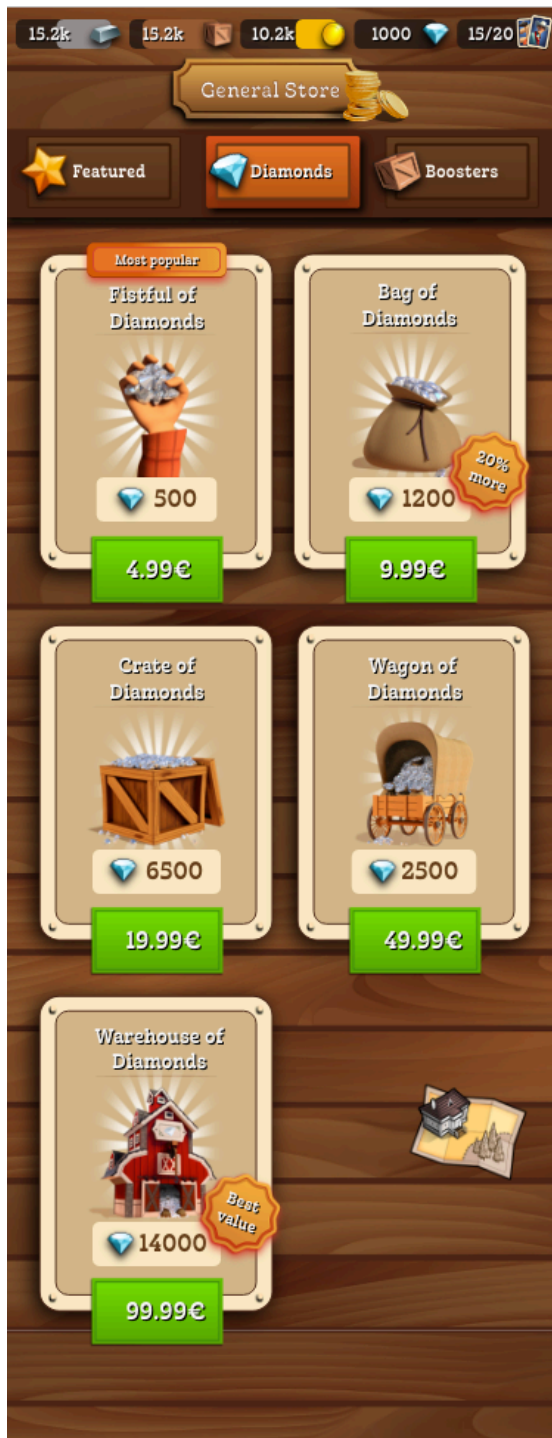 15.2k 15.2k 10.2k 1000 15/20
General Store
Featured Diamonds Boosters
Most popular
Fistful of
Diamonds
500
4.99€
Bag of
Diamonds
20%
more
1200
9.99€
Crate of
Diamonds
6500
19.99€
Wagon of
Diamonds
2500
49.99€
Warehouse of
Diamonds
Best
value
14000
99.99€